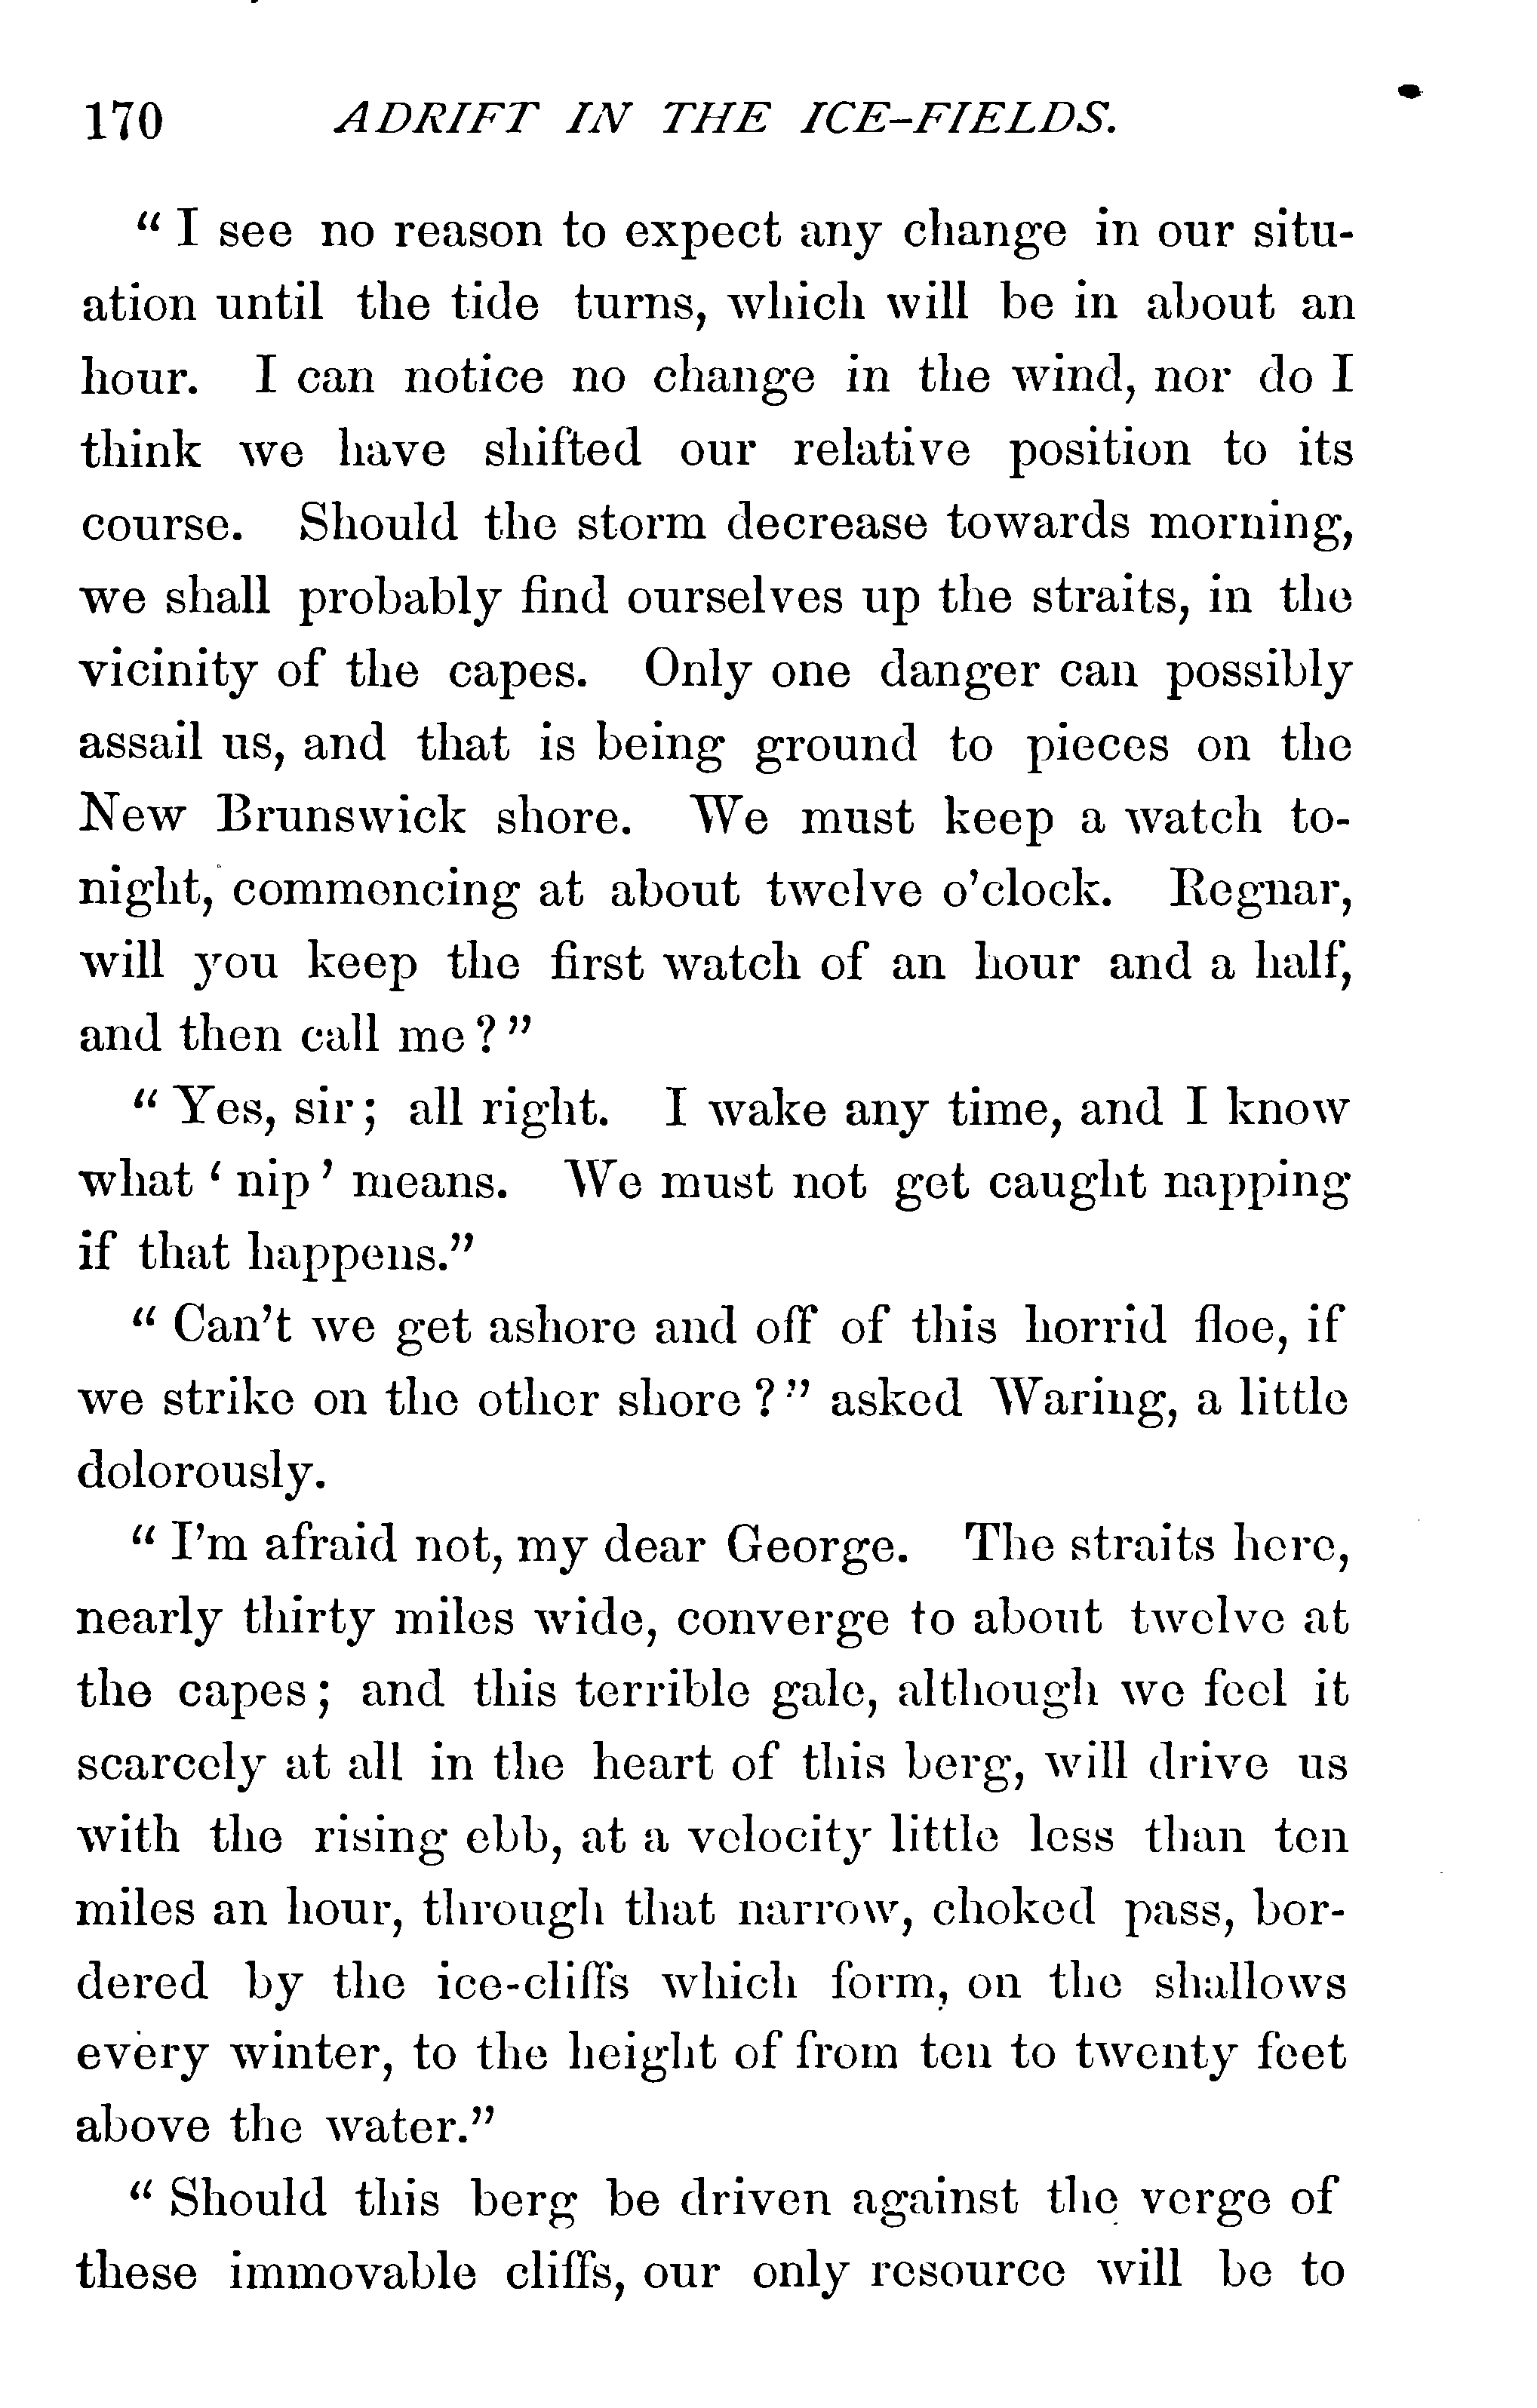 170 ADRIFT IN THE ICE-FIELDS.
“ I see no reason to expect any change in our situ-
ation until the tide turns, which will be in about an
hour. I can notice no change in the wind, nor do I
think we have shifted our relative position to its
course. Should the storm decrease towards morning,
we shall probably find ourselves up the straits, in the
vicinity of the capes. Only one danger can possibly
assail us, and that is being ground to pieces on the
New Brunswick shore. We must keep a watch to-
night, commencing at about twelve o’clock. Regnar,
will you keep the first watch of an hour and a half,
and then call me ? ”
“ Yes, sir ; all right. I wake any time, and I know
what ‘ nip ’ means. We must not get caught napping
if that happens.”
“ Can’t we get ashore and off of this horrid floe, if
we strike on the other shore ? ” asked Waring, a little
dolorously.
“ I’m afraid not, my dear George. The straits here,
nearly thirty miles wide, converge to about twelve at
the capes ; and this terrible gale, although we feel it
scarcely at all in the heart of this berg, will drive us
with the rising ebb, at a velocity little less than ten
miles an hour, through that narrow, choked pass, bor-
dered by the ice-cliffs which form, on the shallows
every winter, to the height of from ten to twenty feet
above the water.”
“ Should this berg be driven against the verge of
these immovable cliffs, our only resource will be to